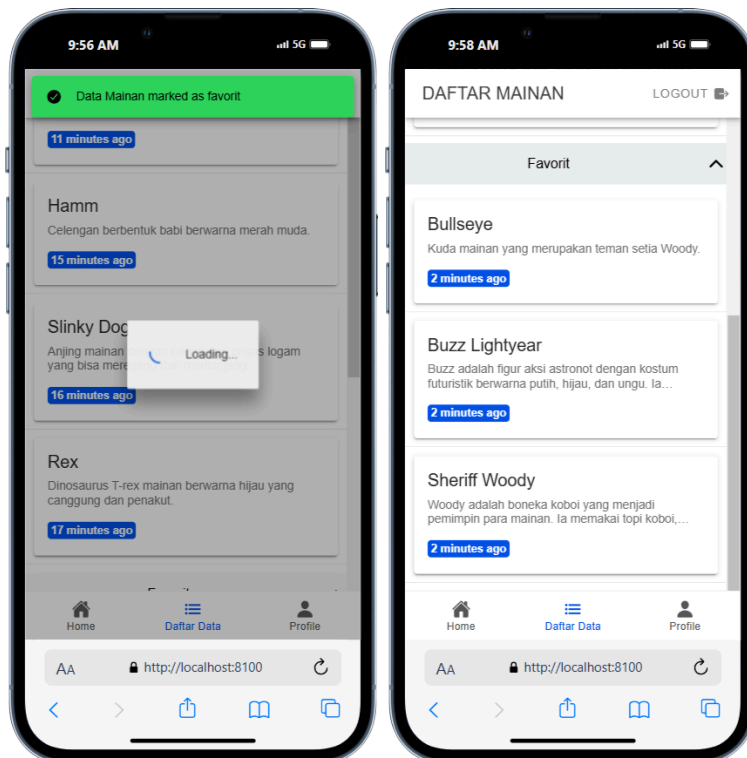 9:56 AM
5G
Data Mainan marked as favorit
11 minutes ago
Hamm
Celengan berbentuk babi berwarna merah muda.
15 minutes ago
Slinky Dog
Anjing mainan logam
yang bisa
16 minutes ago
Loading...
Rex
Dinosaurus T-rex mainan berwarna hijau yang
canggung dan penakut.
17 minutes ago
Home
Daftar Data
Profile
AA
http://localhost:8100
9:58 AM
5G
DAFTAR MAINAN
LOGOUT
Favorit
Bullseye
Kuda mainan yang merupakan teman setia Woody.
2 minutes ago
Buzz Lightyear
Buzz adalah figur aksi astronot dengan kostum
futuristik berwarna putih, hijau, dan ungu. Ia...
2 minutes ago
Sheriff Woody
Woody adalah boneka koboi yang menjadi
pemimpin para mainan. Ia memakai topi koboi,...
2 minutes ago
Home
Daftar Data
Profile
AA
http://localhost:8100